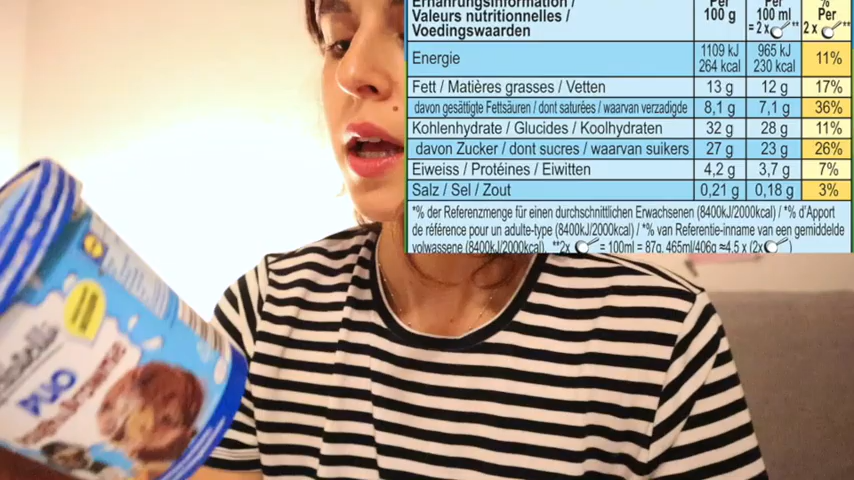 Ernährungsinformation /
Valeurs nutritionnelles /
Voedingswaarden
Per
100 g
Per
100 ml
= 2 x **
%
Per
2 x **
Energie 1109 kJ 965 kJ 11%
264 kcal 230 kcal
Fett / Matières grasses / Vetten 13 g 12 g 17%
davon gesättigte Fettsäuren / dont saturées / waarvan verzadigde 8,1 g 7,1 g 36%
Kohlenhydrate / Glucides / Koolhydraten 32 g 28 g 11%
davon Zucker / dont sucres / waarvan suikers 27 g 23 g 26%
Eiweiss / Protéines / Eiwitten 4,2 g 3,7 g 7%
Salz / Sel / Zout 0,21 g 0,18 g 3%
*% der Referenzmenge für einen durchschnittlichen Erwachsenen (8400kJ/2000kcal) / *% d'Apport
de référence pour un adulte-type (8400kJ/2000kcal) / *% van Referentie-inname van een gemiddelde
volwassene (8400kJ/2000kcal). **2x = 100ml = 87g. 465ml/406g ≈4,5 x (2x )
DUO